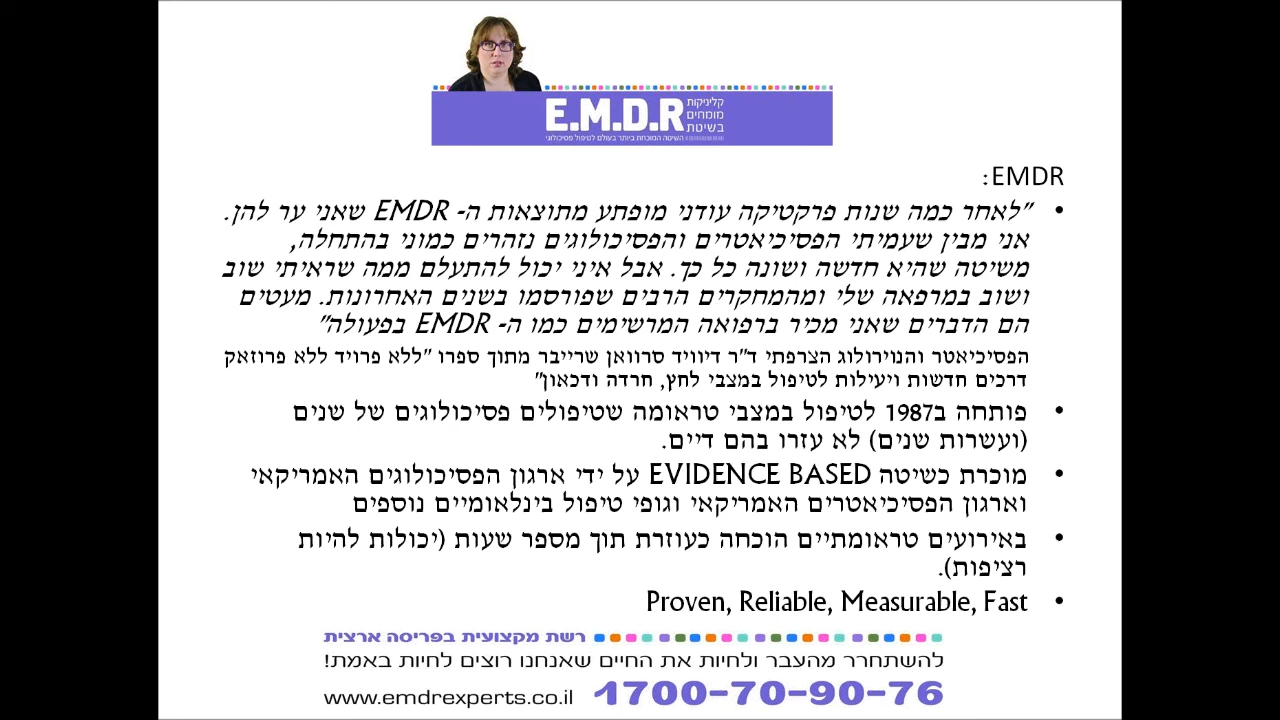 קליניקות
מומחים
בשיטת
E.M.D.R
השיטה המוכחת ביותר בעולם לטיפול פסיכולוגי
EMDR:
• "לאחר כמה שנות פרקטיקה עודני מופתע מתוצאות ה- EMDR שאני ער להן.
אני מבין שעמיתי הפסיכיאטרים והפסיכולוגים נזהרים כמוני בהתחלה,
משיטה שהיא חדשה ושונה כל כך. אבל איני יכול להתעלם ממה שראיתי שוב
ושוב במרפאה שלי ומהמחקרים הרבים שפורסמו בשנים האחרונות. מעטים
הם הדברים שאני מכיר ברפואה המרשימים כמו ה- EMDR בפעולה"
הפסיכיאטר והנוירולוג הצרפתי ד"ר דיוויד סרוואן שרייבר מתוך ספרו "ללא פרויד ללא פרוזאק
דרכים חדשות ויעילות לטיפול במצבי לחץ, חרדה ודכאון"
• פותחה ב1987 לטיפול במצבי טראומה שטיפולים פסיכולוגים של שנים
(ועשרות שנים) לא עזרו בהם דיים.
• מוכרת כשיטה EVIDENCE BASED על ידי ארגון הפסיכולוגים האמריקאי
וארגון הפסיכיאטרים האמריקאי וגופי טיפול בינלאומיים נוספים
• באירועים טראומתיים הוכחה כעוזרת תוך מספר שעות (יכולות להיות
רציפות).
• Proven, Reliable, Measurable, Fast
רשת מקצועית בפריסה ארצית
להשתחרר מהעבר ולחיות את החיים שאנחנו רוצים לחיות באמת!
www.emdrexperts.co.il 1700-70-90-76